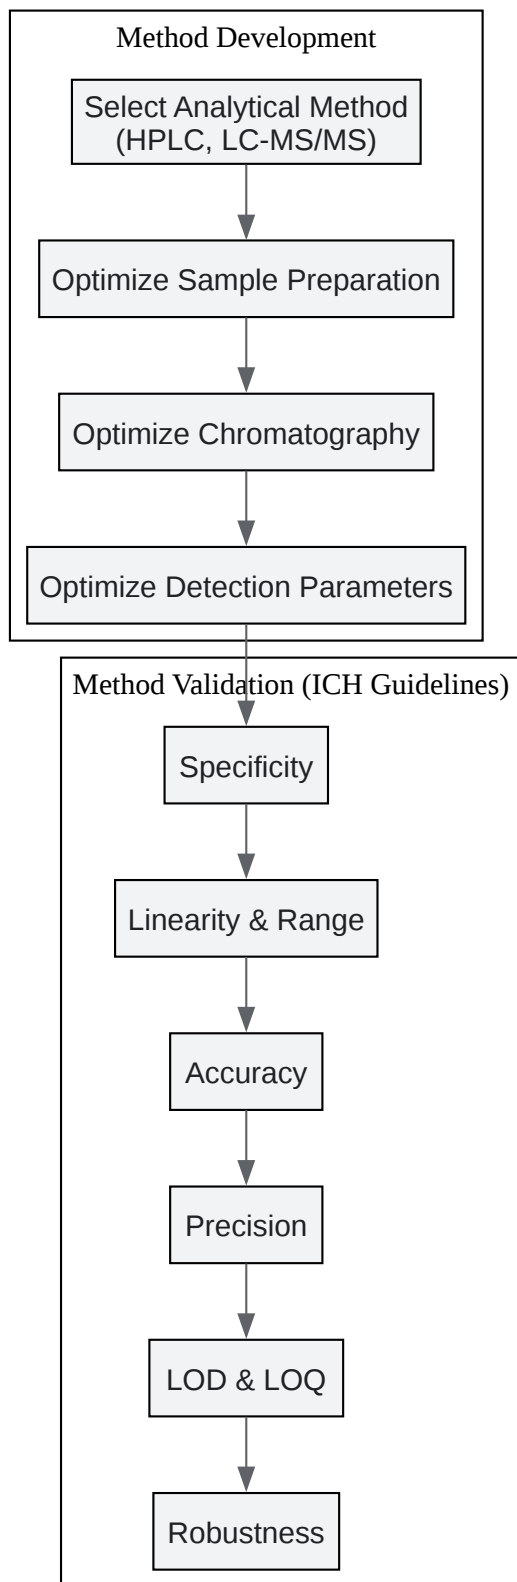 Method Development
Select Analytical Method
(HPLC, LC-MS/MS)
Optimize Sample Preparation
Optimize Chromatography
Optimize Detection Parameters
Method Validation (ICH Guidelines)
Specificity
Linearity & Range
Accuracy
Precision
LOD & LOQ
Robustness